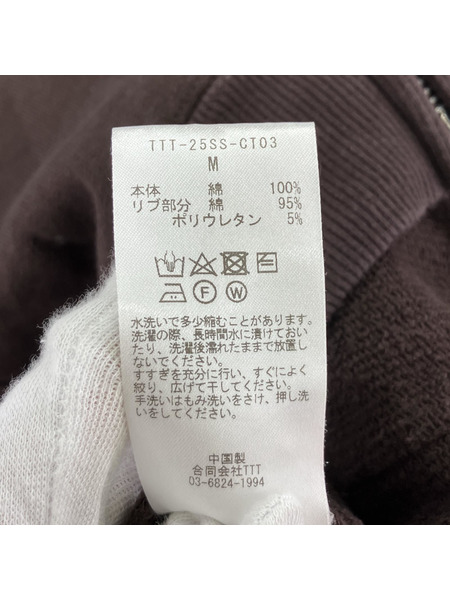 TTT-25SS-CT03
M
本体 綿 100%
リブ部分 綿 95%
ポリウレタン 5%
F W
水洗いで多少縮むことがあります。
洗濯の際、長時間水に漬けておい
たり、洗濯後濡れたままで放置し
ないでください。
すすぎを充分に行い、すぐによく
絞り、広げて干してください。
手洗いはもみ洗いをさけ、押し洗
いをしてください。
中国製
合同会社TTT
03-6824-1994